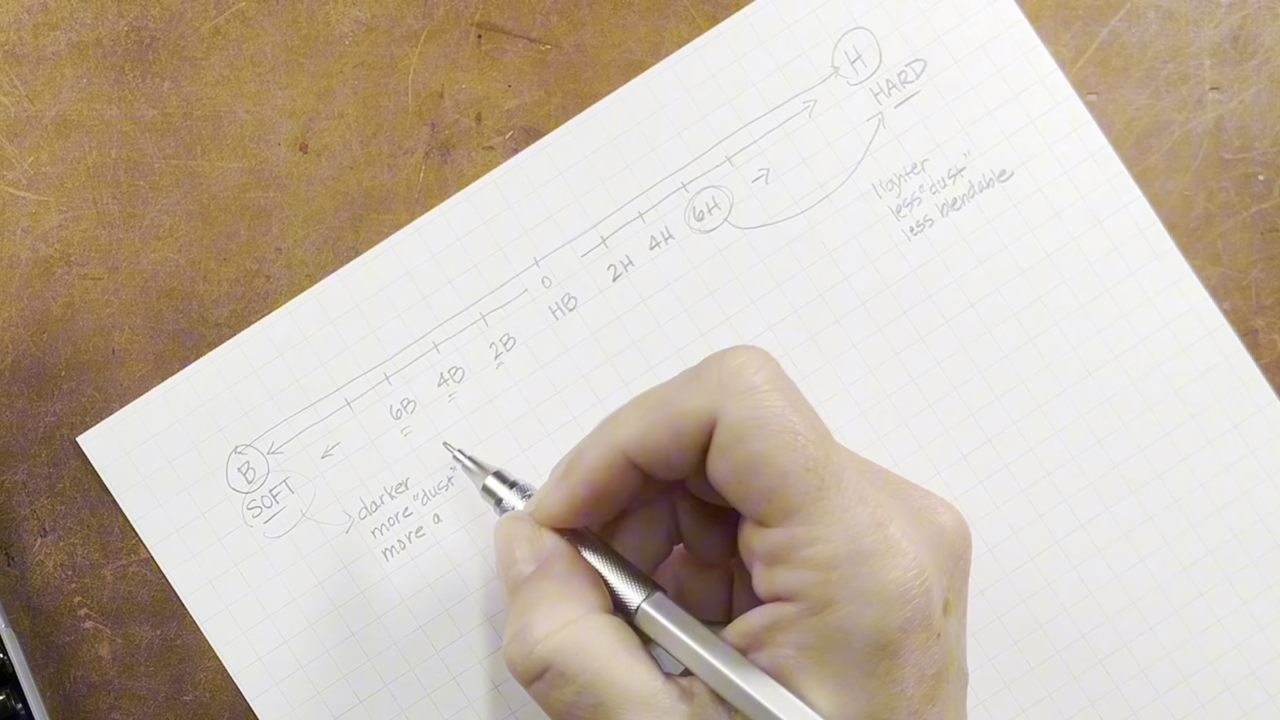 H
HARD
lighter
less "dust"
less blendable
6H
4H
2H
0
HB
2B
4B
6B
B
SOFT
darker
more "dust"
more a